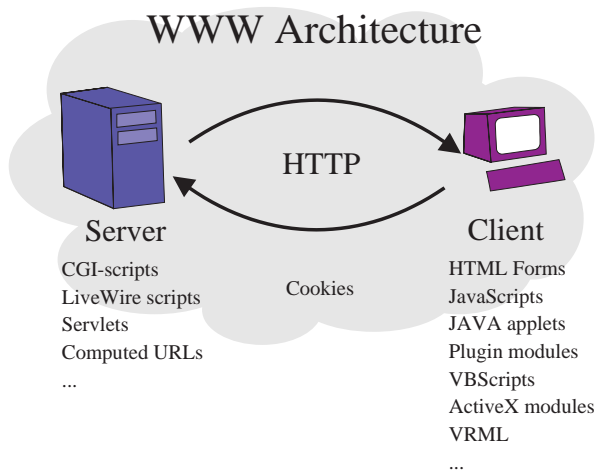 WWW Architecture
HTTP
Server
CGI-scripts
LiveWire scripts
Servlets
Computed URLs
...
Cookies
Client
HTML Forms
JavaScripts
JAVA applets
Plugin modules
VBScripts
ActiveX modules
VRML
...